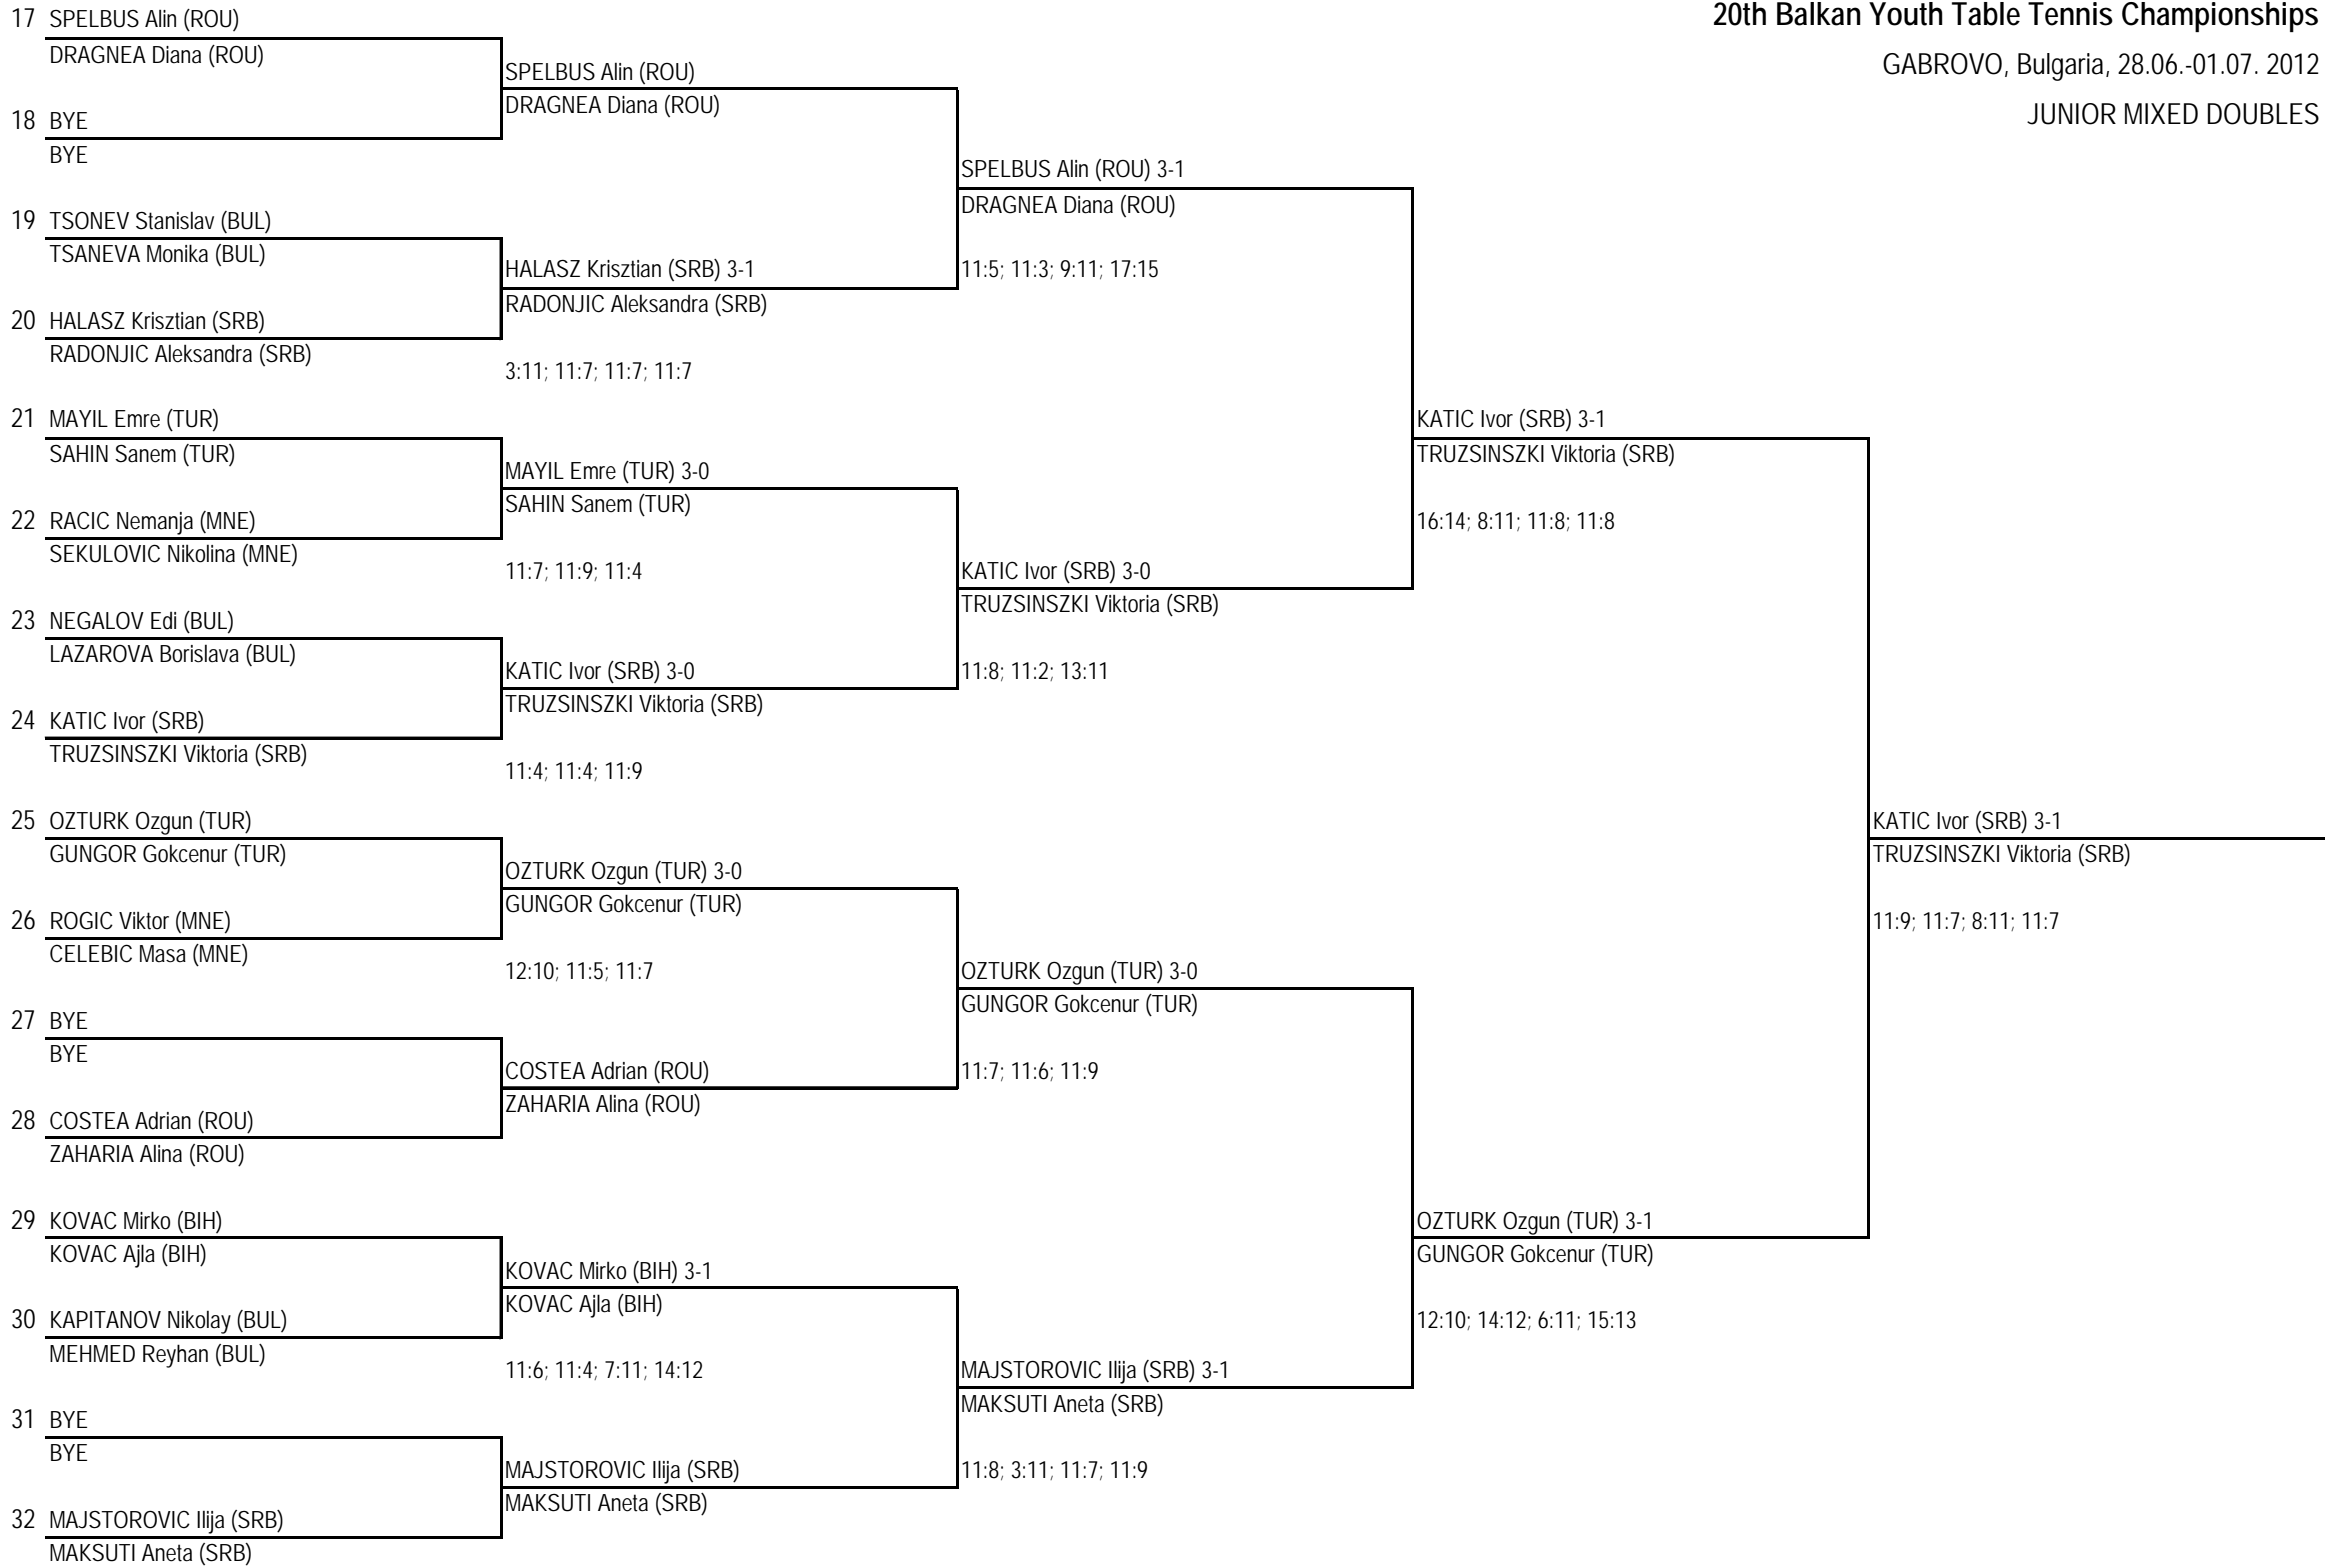 20th Balkan Youth Table Tennis Championships
GABROVO, Bulgaria, 28.06.-01.07. 2012
JUNIOR MIXED DOUBLES
17 SPELBUS Alin (ROU)
DRAGNEA Diana (ROU)
18 BYE
BYE
19 TSONEV Stanislav (BUL)
TSANEVA Monika (BUL)
20 HALASZ Krisztian (SRB)
RADONJIC Aleksandra (SRB)
21 MAYIL Emre (TUR)
SAHIN Sanem (TUR)
22 RACIC Nemanja (MNE)
SEKULOVIC Nikolina (MNE)
23 NEGALOV Edi (BUL)
LAZAROVA Borislava (BUL)
24 KATIC Ivor (SRB)
TRUZSINSZKI Viktoria (SRB)
25 OZTURK Ozgun (TUR)
GUNGOR Gokcenur (TUR)
26 ROGIC Viktor (MNE)
CELEBIC Masa (MNE)
27 BYE
BYE
28 COSTEA Adrian (ROU)
ZAHARIA Alina (ROU)
29 KOVAC Mirko (BIH)
KOVAC Ajla (BIH)
30 KAPITANOV Nikolay (BUL)
MEHMED Reyhan (BUL)
31 BYE
BYE
32 MAJSTOROVIC Ilija (SRB)
MAKSUTI Aneta (SRB)
SPELBUS Alin (ROU)
DRAGNEA Diana (ROU)
HALASZ Krisztian (SRB) 3-1
RADONJIC Aleksandra (SRB)
3:11; 11:7; 11:7; 11:7
MAYIL Emre (TUR) 3-0
SAHIN Sanem (TUR)
11:7; 11:9; 11:4
KATIC Ivor (SRB) 3-0
TRUZSINSZKI Viktoria (SRB)
11:4; 11:4; 11:9
OZTURK Ozgun (TUR) 3-0
GUNGOR Gokcenur (TUR)
12:10; 11:5; 11:7
COSTEA Adrian (ROU)
ZAHARIA Alina (ROU)
KOVAC Mirko (BIH) 3-1
KOVAC Ajla (BIH)
11:6; 11:4; 7:11; 14:12
MAJSTOROVIC Ilija (SRB)
MAKSUTI Aneta (SRB)
SPELBUS Alin (ROU) 3-1
DRAGNEA Diana (ROU)
11:5; 11:3; 9:11; 17:15
KATIC Ivor (SRB) 3-0
TRUZSINSZKI Viktoria (SRB)
11:8; 11:2; 13:11
OZTURK Ozgun (TUR) 3-0
GUNGOR Gokcenur (TUR)
11:7; 11:6; 11:9
MAJSTOROVIC Ilija (SRB) 3-1
MAKSUTI Aneta (SRB)
11:8; 3:11; 11:7; 11:9
KATIC Ivor (SRB) 3-1
TRUZSINSZKI Viktoria (SRB)
16:14; 8:11; 11:8; 11:8
OZTURK Ozgun (TUR) 3-1
GUNGOR Gokcenur (TUR)
12:10; 14:12; 6:11; 15:13
KATIC Ivor (SRB) 3-1
TRUZSINSZKI Viktoria (SRB)
11:9; 11:7; 8:11; 11:7